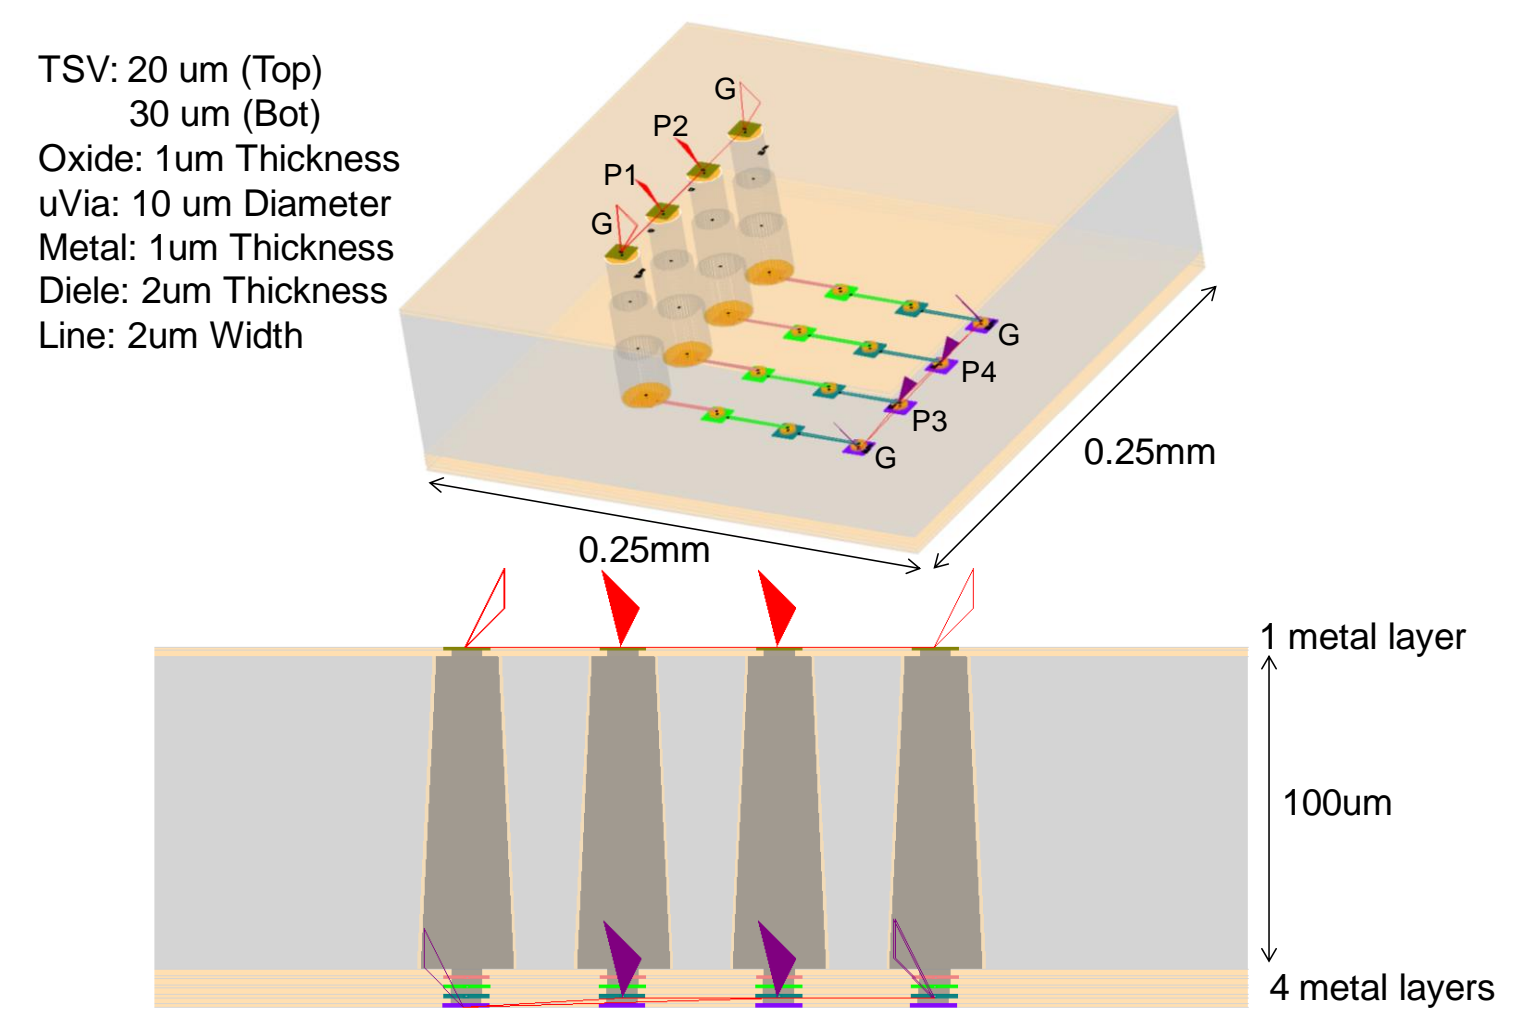 TSV: 20 um (Top)
30 um (Bot)
Oxide: 1um Thickness
uVia: 10 um Diameter
Metal: 1um Thickness
Diele: 2um Thickness
Line: 2um Width
G
P2
P1
G
G
P4
P3
G
0.25mm
0.25mm
1 metal layer
100um
4 metal layers